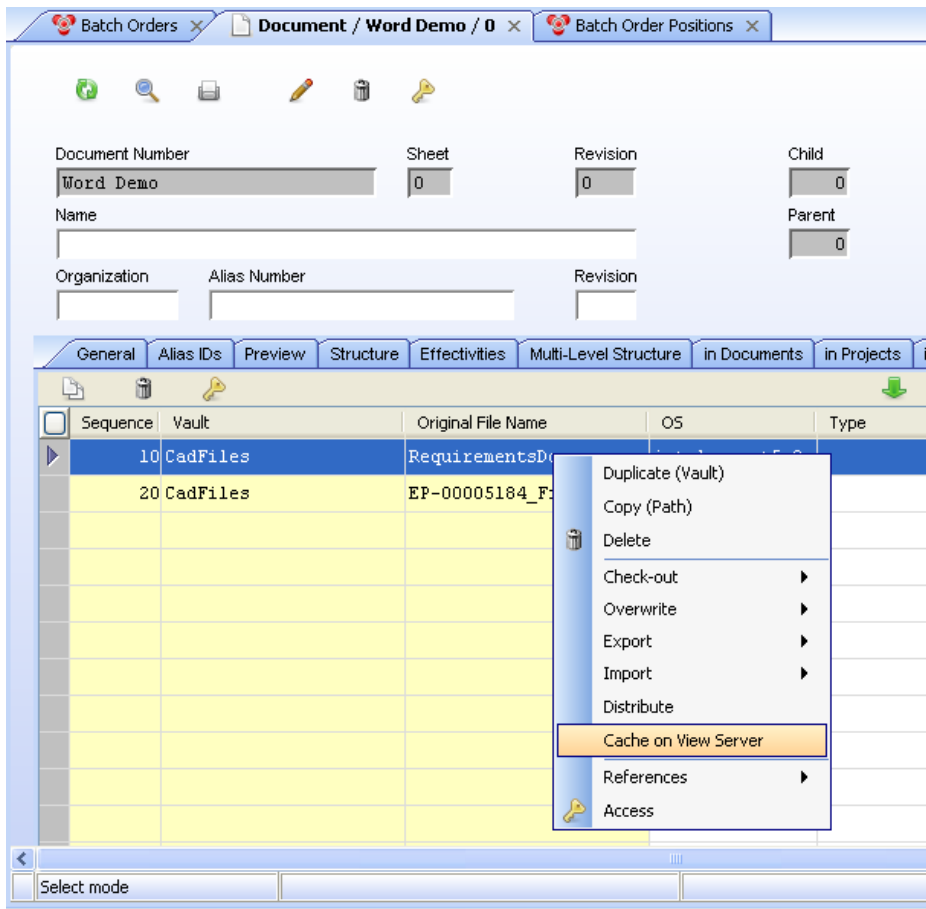 Batch Orders Document / Word Demo / 0 Batch Order Positions
Document Number Sheet Revision Child
Word Demo 0 0 0
Name Parent
0
Organization Alias Number Revision
General Alias IDs Preview Structure Effectivities Multi-Level Structure in Documents in Projects
Sequence Vault Original File Name OS Type
10 CadFiles
20 CadFiles
Duplicate (Vault)
Copy (Path)
Delete
Check-out
Overwrite
Export
Import
Distribute
Cache on View Server
References
Access
Select mode